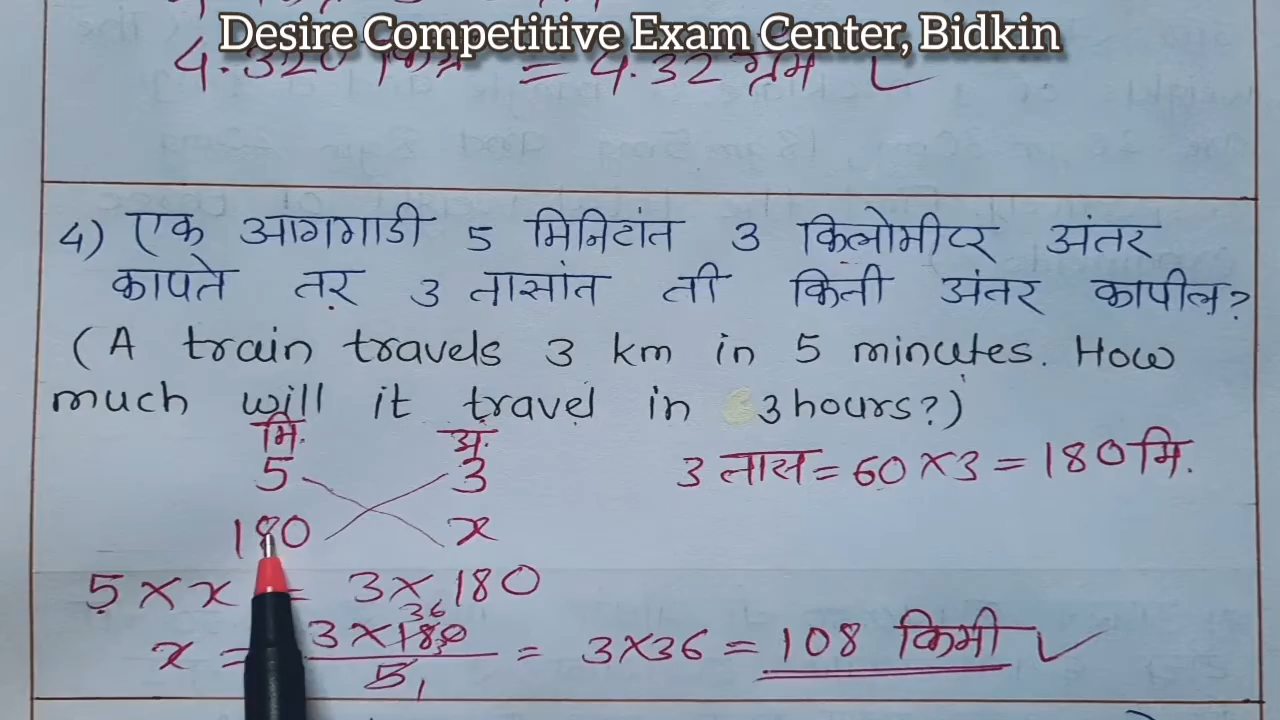 Desire Competitive Exam Center, Bidkin
4.320 किग्रॅ = 4.32 ग्रॅम
4) एक आगगाडी 5 मिनिटांत 3 किलोमीटर अंतर
कापते तर 3 तासांत ती किती अंतर कापील?
(A train travels 3 km in 5 minutes. How
much will it travel in 3 hours?)
मि. अं.
5 3 3 तास = 60 × 3 = 180 मि.
180 x
5 × x = 3 × 180
36
x = 3 × 180 / 5 = 3 × 36 = 108 किमी
1